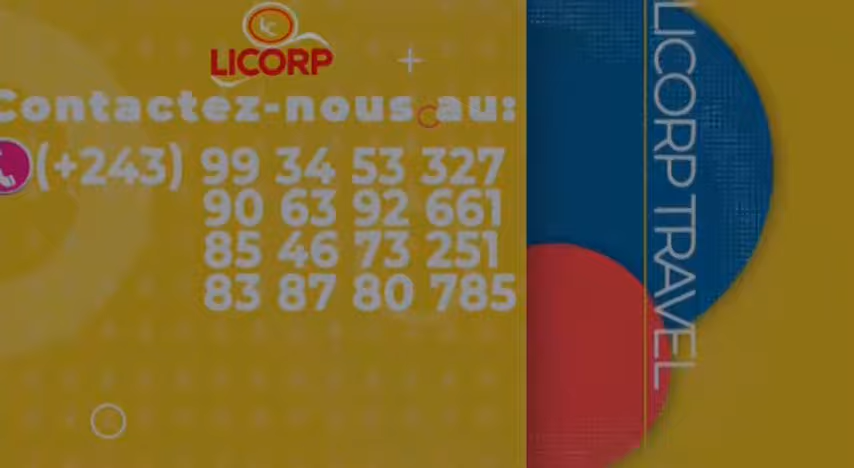 LC
LICORP
Contactez-nous au:
(+243) 99 34 53 327
90 63 92 661
85 46 73 251
83 87 80 785
LICORP TRAVEL